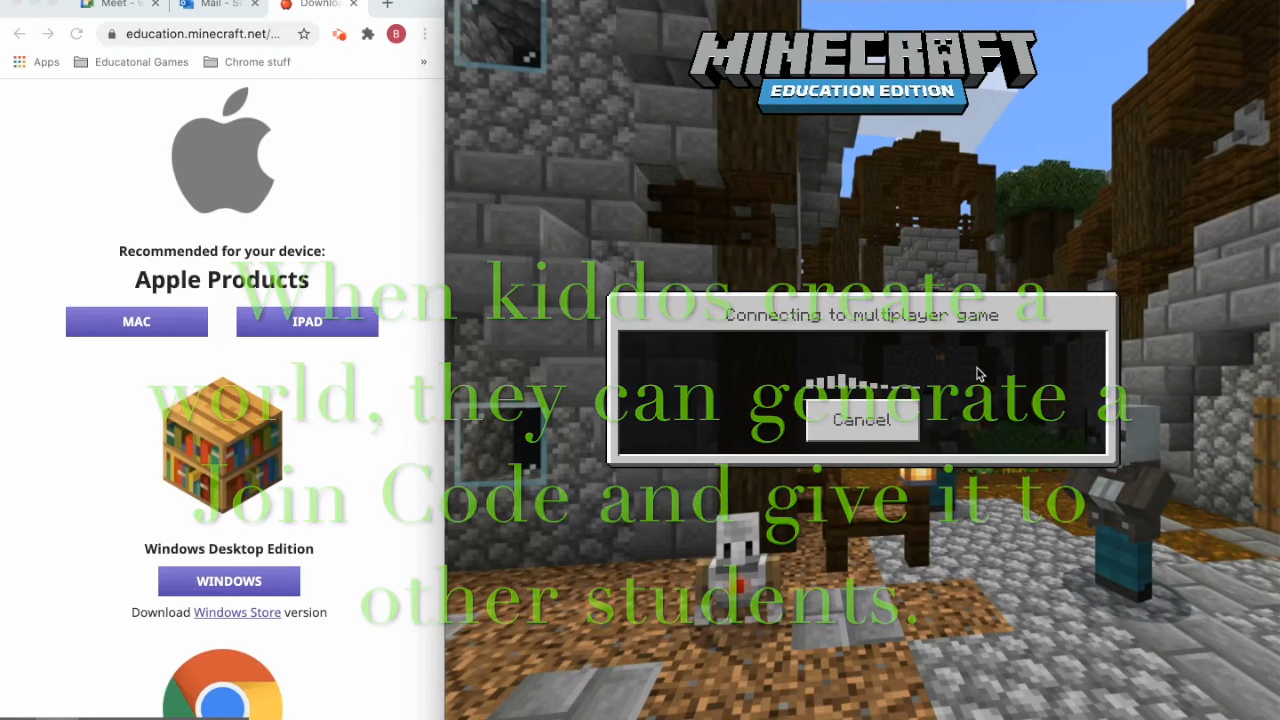 Meet -
Mail - S
Downloa
education.minecraft.net/...
B
Apps
Educatonal Games
Chrome stuff
»
Recommended for your device:
Apple Products
MAC
IPAD
Windows Desktop Edition
WINDOWS
Download Windows Store version
MINECRAFT
EDUCATION EDITION
Connecting to multiplayer game
Cancel
When kiddos create a
world, they can generate a
Join Code and give it to
other students.